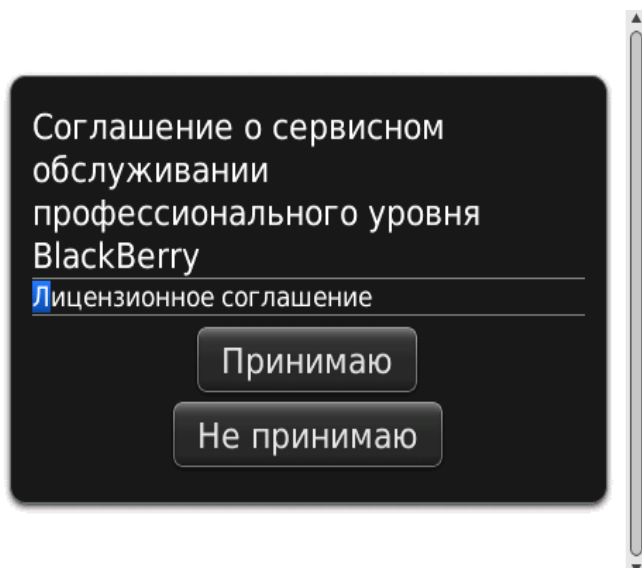 Соглашение о сервисном
обслуживании
профессионального уровня
BlackBerry
Лицензионное соглашение
Принимаю
Не принимаю